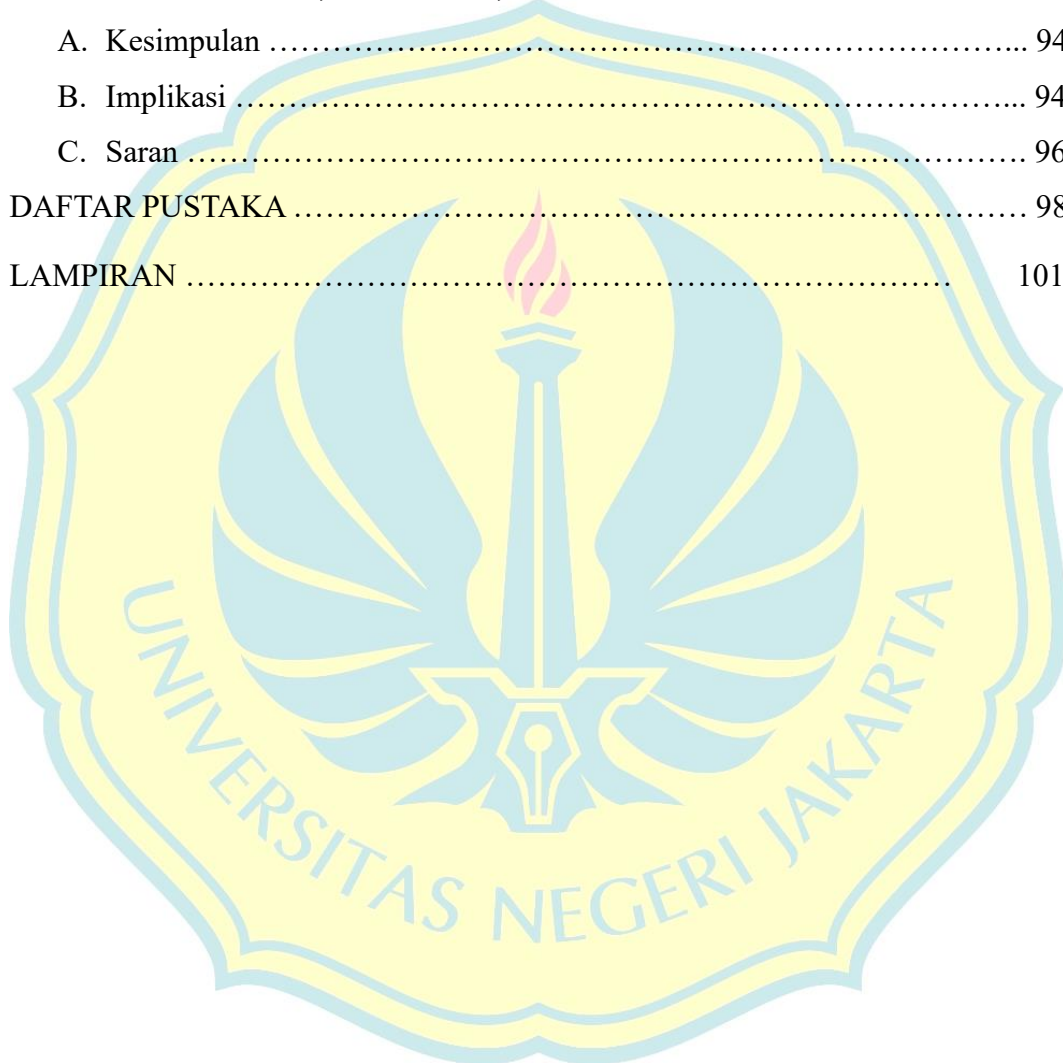 A. Kesimpulan ……………………………………………………………... 94
B. Implikasi ………………………………………………………………... 94
C. Saran ……………………………………………………………………. 96
DAFTAR PUSTAKA …………………………………………………………… 98
LAMPIRAN ……………………………………………………………… 101
UNIVERSITAS NEGERI JAKARTA